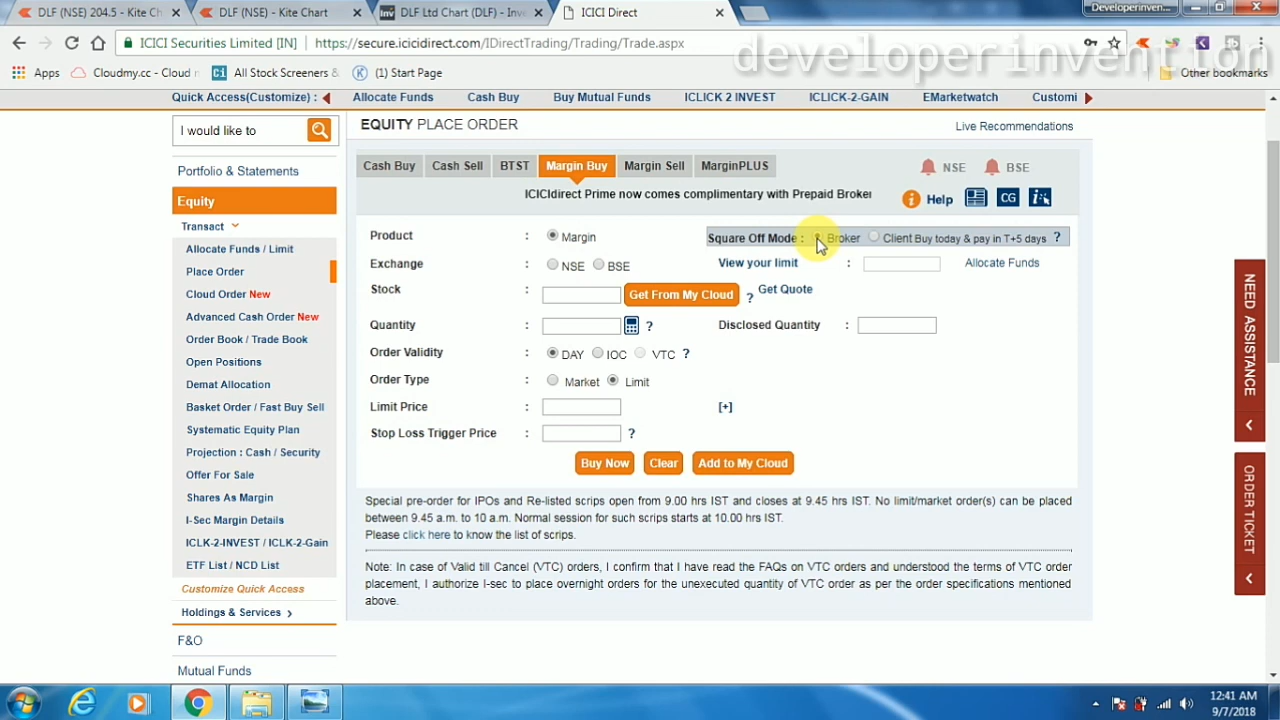 DLF (NSE) 204.5 - Kite Ch
DLF (NSE) - Kite Chart
DLF Ltd Chart (DLF) - Inv
ICICI Direct
Developerinven...
ICICI Securities Limited [IN]
https://secure.icicidirect.com/IDirectTrading/Trading/Trade.aspx
developer invention
Apps
Cloudmy.cc - Cloud n
All Stock Screeners &
(1) Start Page
Other bookmarks
Quick Access(Customize) :
Allocate Funds
Cash Buy
Buy Mutual Funds
ICLICK 2 INVEST
ICLICK-2-GAIN
EMarketwatch
Customi
I would like to
Portfolio & Statements
Equity
Transact
Allocate Funds / Limit
Place Order
Cloud Order New
Advanced Cash Order New
Order Book / Trade Book
Open Positions
Demat Allocation
Basket Order / Fast Buy Sell
Systematic Equity Plan
Projection : Cash / Security
Offer For Sale
Shares As Margin
I-Sec Margin Details
ICLK-2-INVEST / ICLK-2-Gain
ETF List / NCD List
Customize Quick Access
Holdings & Services
F&O
Mutual Funds
EQUITY PLACE ORDER
Live Recommendations
Cash Buy
Cash Sell
BTST
Margin Buy
Margin Sell
MarginPLUS
NSE
BSE
ICICIdirect Prime now comes complimentary with Prepaid Broker
Help
CG
Product : Margin
Square Off Mode : Broker Client Buy today & pay in T+5 days ?
Exchange : NSE BSE
View your limit :
Allocate Funds
Stock :
Get From My Cloud
?
Get Quote
Quantity : ?
Disclosed Quantity :
Order Validity : DAY IOC VTC ?
Order Type : Market Limit
Limit Price :
[+]
Stop Loss Trigger Price : ?
Buy Now
Clear
Add to My Cloud
Special pre-order for IPOs and Re-listed scrips open from 9.00 hrs IST and closes at 9.45 hrs IST. No limit/market order(s) can be placed
between 9.45 a.m. to 10 a.m. Normal session for such scrips starts at 10.00 hrs IST.
Please click here to know the list of scrips.
Note: In case of Valid till Cancel (VTC) orders, I confirm that I have read the FAQs on VTC orders and understood the terms of VTC order
placement, I authorize I-sec to place overnight orders for the unexecuted quantity of VTC order as per the order specifications mentioned
above.
NEED ASSISTANCE
ORDER TICKET
12:41 AM
9/7/2018